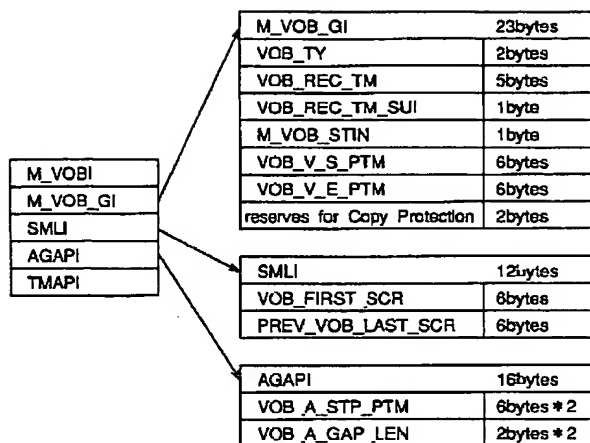 M_VOBI
M_VOB_GI
SMLI
AGAPI
TMAPI
M_VOB_GI 23bytes
VOB_TY 2bytes
VOB_REC_TM 5bytes
VOB_REC_TM_SUI 1byte
M_VOB_STIN 1byte
VOB_V_S_PTM 6bytes
VOB_V_E_PTM 6bytes
reserves for Copy Protection 2bytes
SMLI 12bytes
VOB_FIRST_SCR 6bytes
PREV_VOB_LAST_SCR 6bytes
AGAPI 16bytes
VOB_A_STP_PTM 6bytes*2
VOB_A_GAP_LEN 2bytes*2